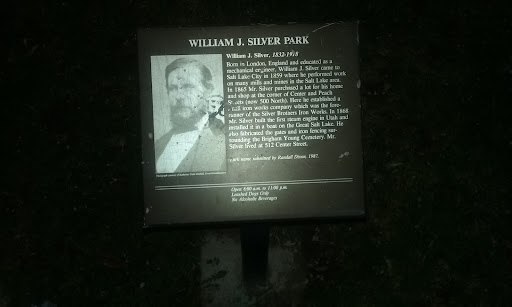 WILLIAM J. SILVER PARK
William J. Silver, 1832-1918
Born in London, England and educated as a
mechanical engineer, William J. Silver came to
Salt Lake City in 1859 where he performed work
on many mills and mines in the Salt Lake area.
In 1865 Mr. Silver purchased a lot for his home
and shop at the corner of Center and Peach
Streets (now 500 North). Here he established a
small iron works company which was the fore-
runner of the Silver Brothers Iron Works. In 1868
Mr. Silver built the first steam engine in Utah and
installed it in a boat on the Great Salt Lake. He
also fabricated the gates and iron fencing sur-
rounding the Brigham Young Cemetery. Mr.
Silver lived at 512 Center Street.
Park name submitted by Randall Dixon, 1987.
Open 9:00 a.m. to 11:00 p.m.
Leashed Dogs Only
No Alcoholic Beverages